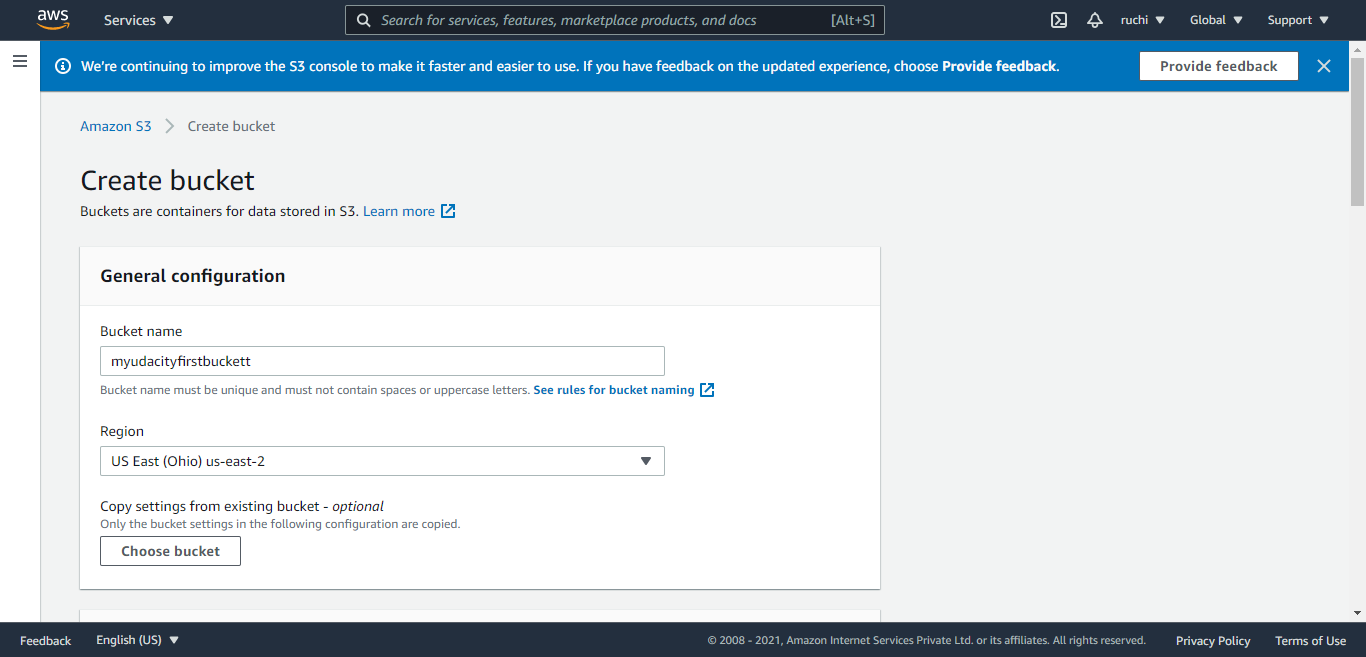 aws Services Search for services, features, marketplace products, and docs [Alt+S] ruchi Global Support
We're continuing to improve the S3 console to make it faster and easier to use. If you have feedback on the updated experience, choose Provide feedback. Provide feedback
Amazon S3 Create bucket
Create bucket
Buckets are containers for data stored in S3. Learn more
General configuration
Bucket name
myudacityfirstbuckett
Bucket name must be unique and must not contain spaces or uppercase letters. See rules for bucket naming
Region
US East (Ohio) us-east-2
Copy settings from existing bucket - optional
Only the bucket settings in the following configuration are copied.
Choose bucket
Feedback English (US) © 2008 - 2021, Amazon Internet Services Private Ltd. or its affiliates. All rights reserved. Privacy Policy Terms of Use